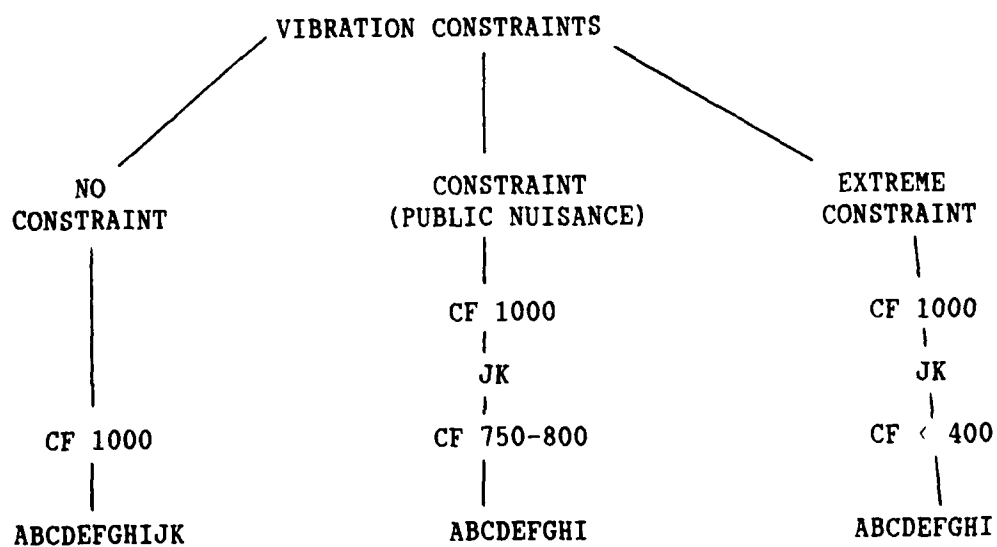 VIBRATION CONSTRAINTS
NO
CONSTRAINT
CF 1000
ABCDEFGHIJK
CONSTRAINT
(PUBLIC NUISANCE)
CF 1000
JK
CF 750-800
ABCDEFGHI
EXTREME
CONSTRAINT
CF 1000
JK
CF < 400
ABCDEFGHI